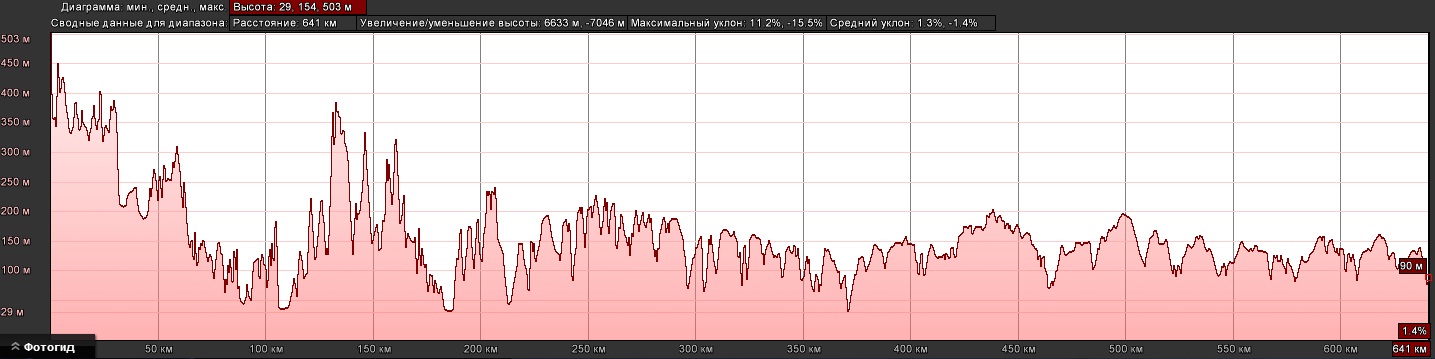 Диаграмма: мин., средн., макс. Высота: 29, 154, 503 м
Сводные данные для диапазона: Расстояние: 641 км Увеличение/уменьшение высоты: 6633 м, -7046 м Максимальный уклон: 11.2%, -15.5% Средний уклон: 1.3%, -1.4%
503 м
450 м
400 м
350 м
300 м
250 м
200 м
150 м
100 м
90 м
29 м
1.4%
Фотогид
50 км 100 км 150 км 200 км 250 км 300 км 350 км 400 км 450 км 500 км 550 км 600 км 641 км